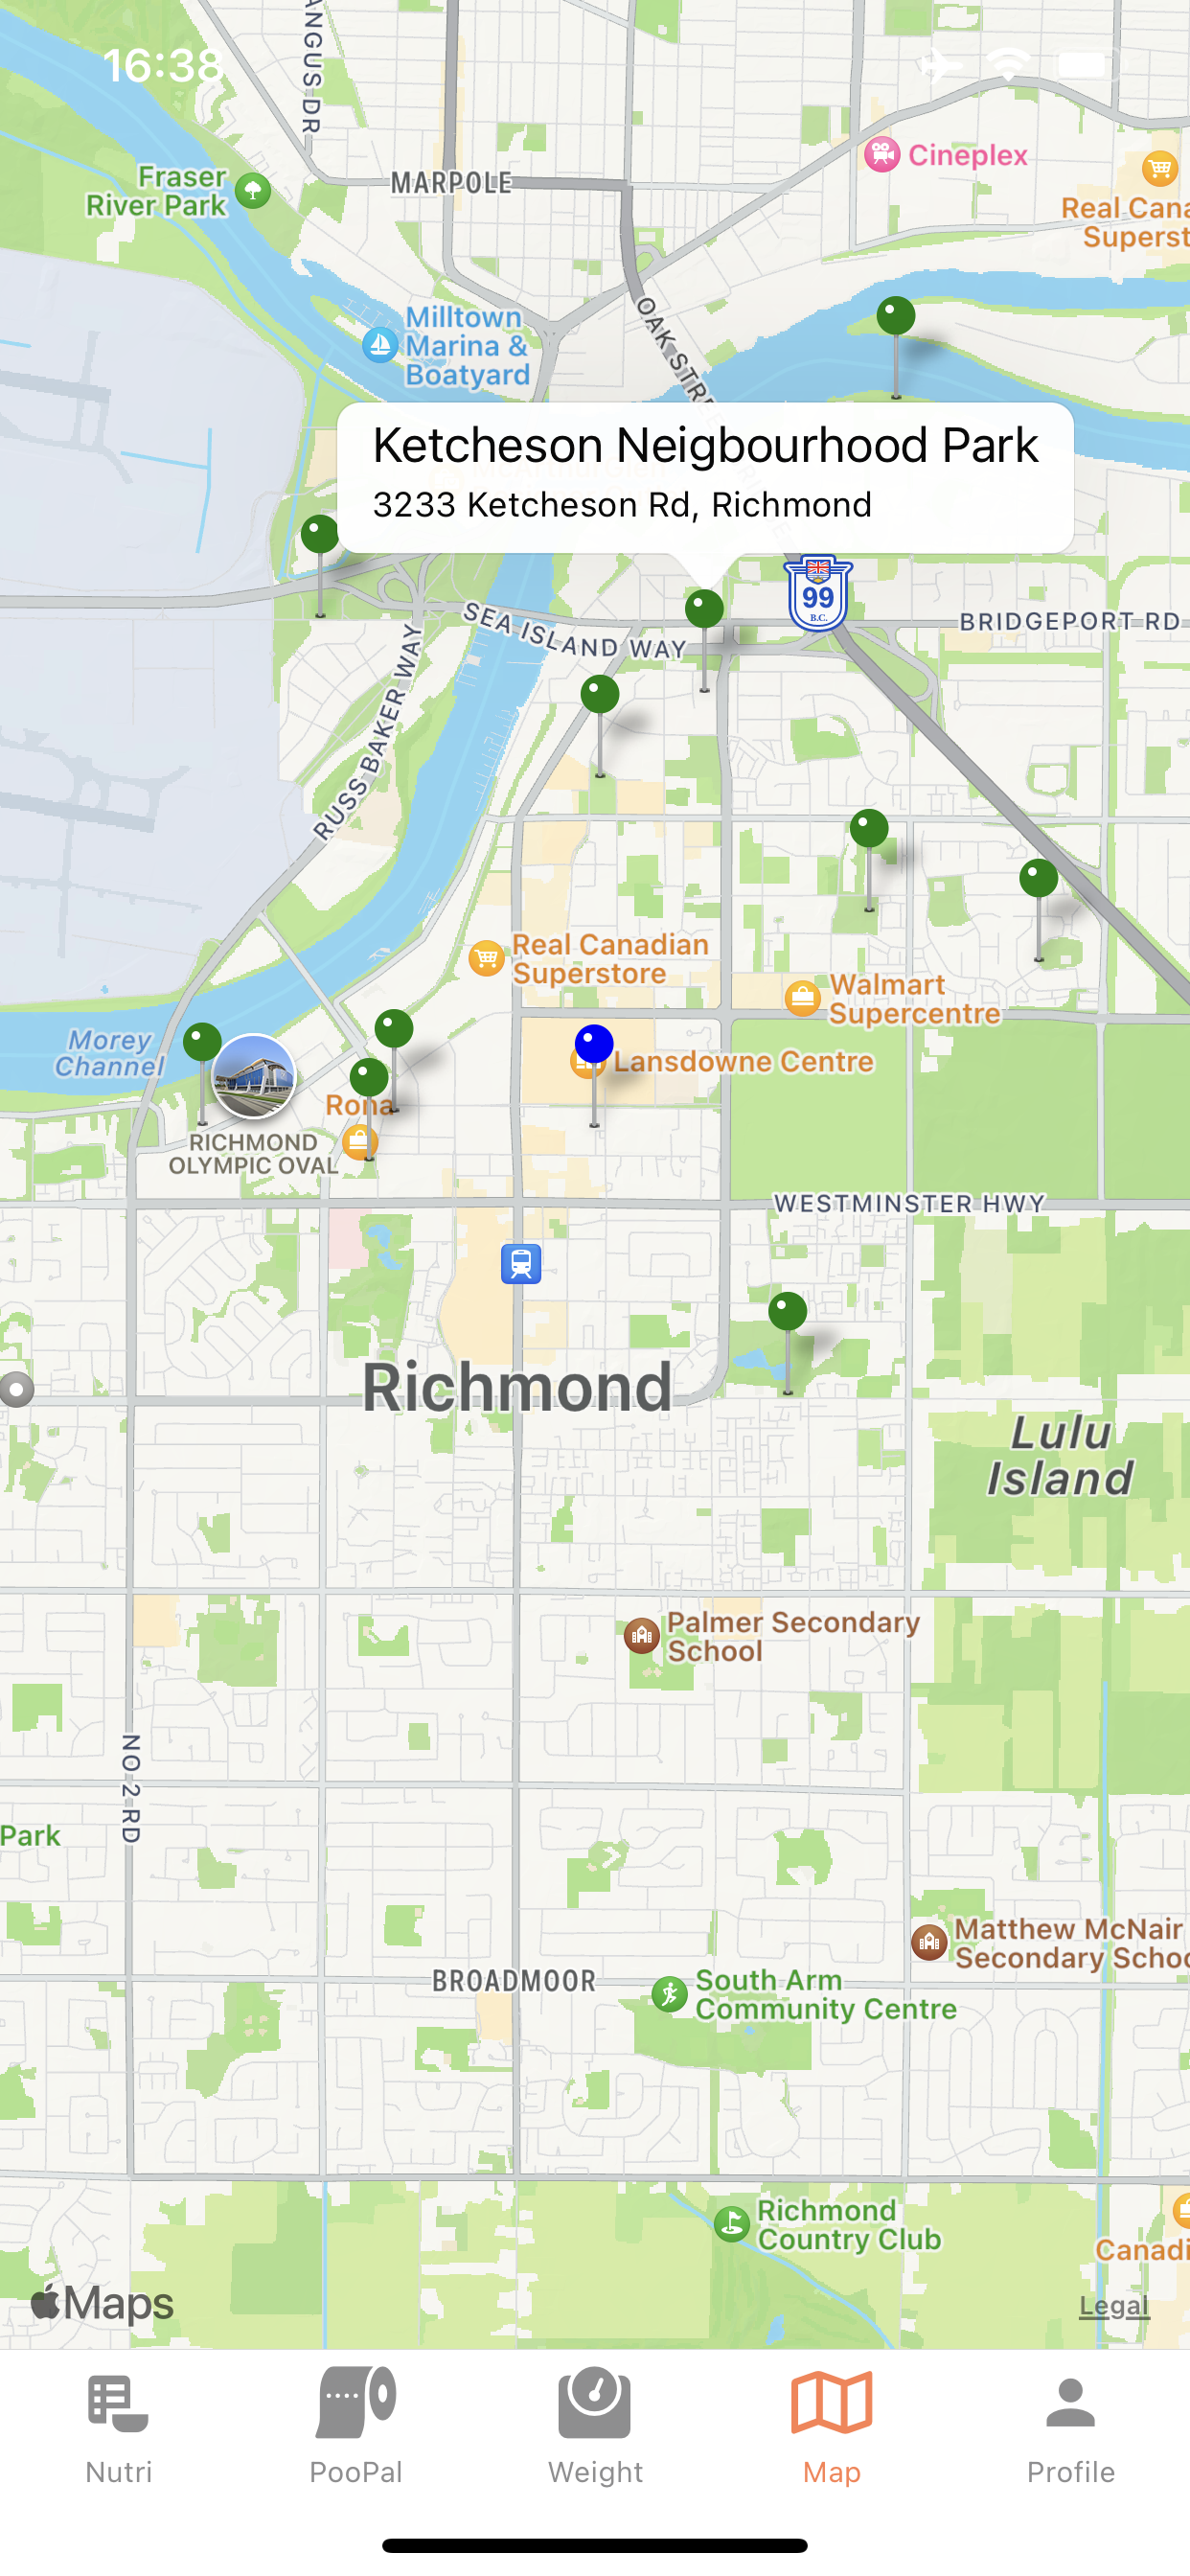 16:38
ANGUS DR
Cineplex
Fraser
River Park
MARPOLE
Superst
Milltown
Marina &
Boatyard
OAK STRE
Ketcheson Neigbourhood Park
3233 Ketcheson Rd, Richmond
99
B.C.
SEA ISLAND WAY
BRIDGEPORT RD
RUSS BAKER WAY
Real Canadian
Superstore
Walmart
Supercentre
Morey
Channel
Lansdowne Centre
Rona
RICHMOND
OLYMPIC OVAL
WESTMINSTER HWY
Richmond
Lulu
Island
Palmer Secondary
School
NO 2 RD
Park
Matthew McNair
Secondary Schoo
BROADMOOR
South Arm
Community Centre
Richmond
Country Club
Canadi
Maps
Legal
Nutri
PooPal
Weight
Map
Profile